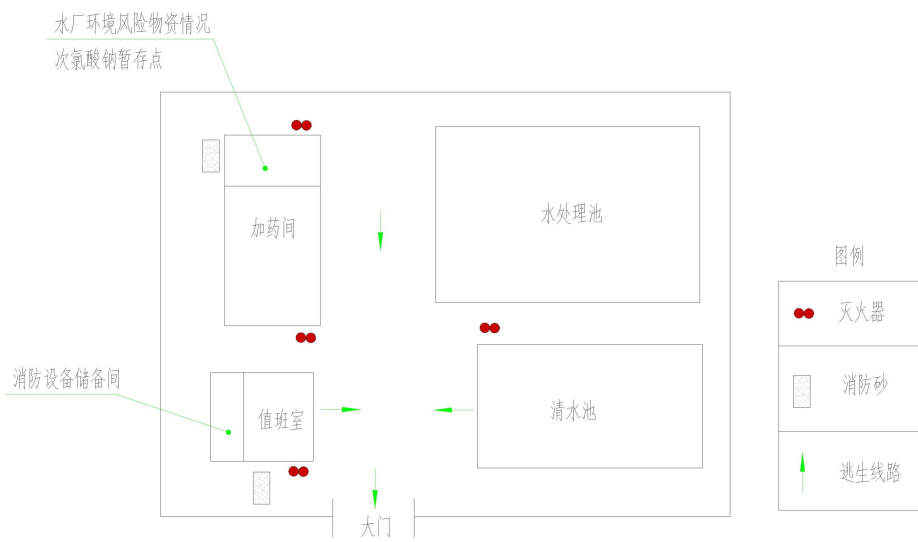 水厂环境风险物资情况
次氯酸钠暂存点
加药间
水处理池
图例
灭火器
消防设备储备间
消防砂
值班室
清水池
逃生线路
大门